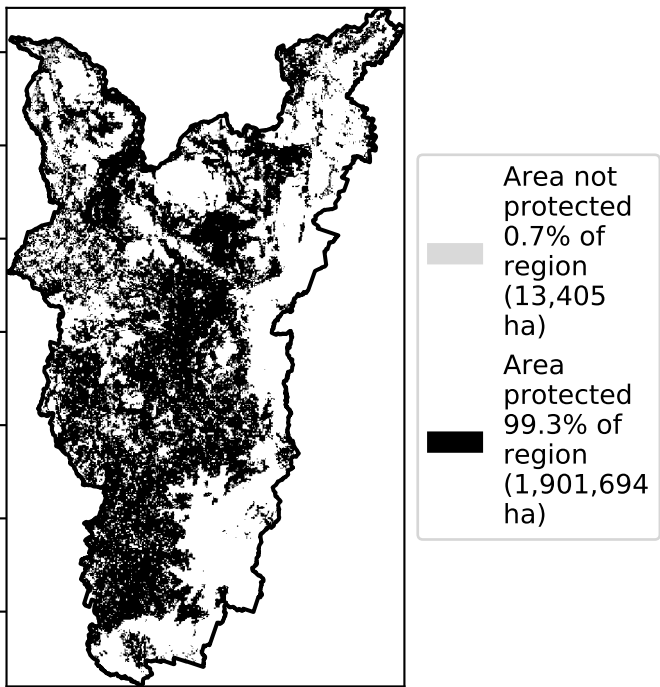 Area not
protected
0.7% of
region
(13,405
ha)
Area
protected
99.3% of
region
(1,901,694
ha)